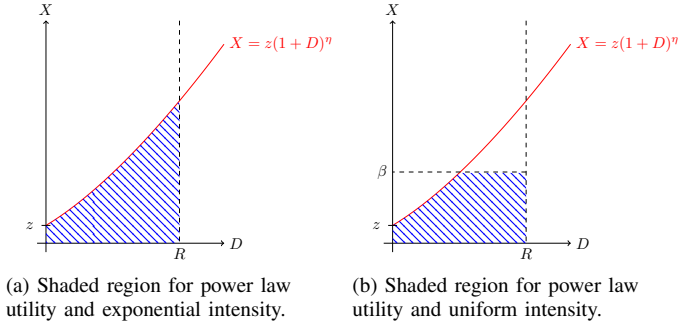 X
X = z(1 + D)^η
z
R
D
(a) Shaded region for power law
utility and exponential intensity.
X
X = z(1 + D)^η
β
z
R
D
(b) Shaded region for power law
utility and uniform intensity.